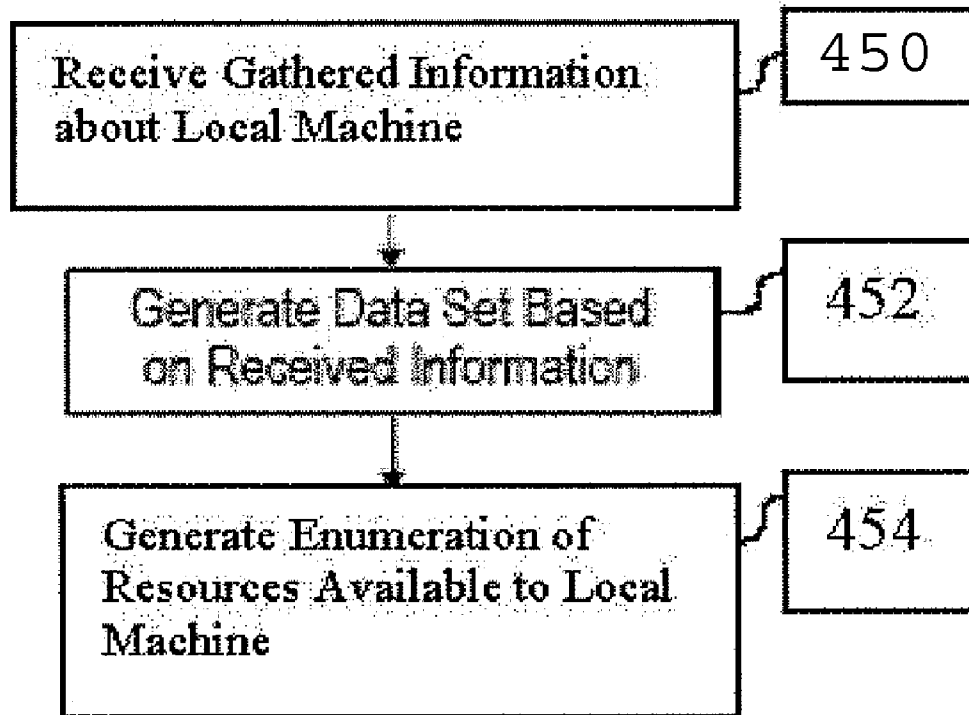 Receive Gathered Information
about Local Machine
450
Generate Data Set Based
on Received Information
452
Generate Enumeration of
Resources Available to Local
Machine
454